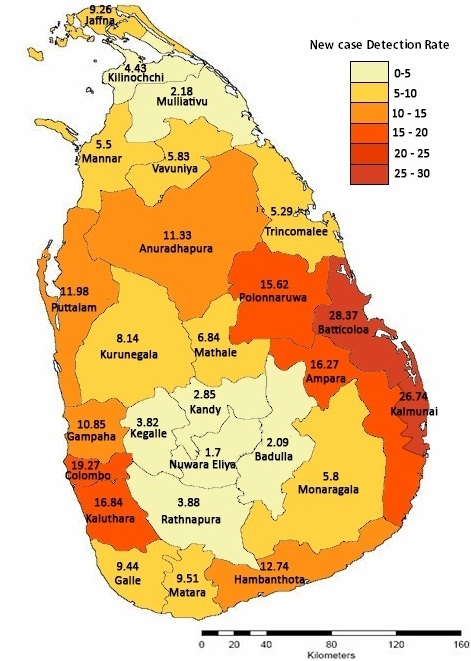 9.26
Jaffna
New case Detection Rate
0-5
5-10
10 - 15
15 - 20
20 - 25
25 - 30
4.43
Kilinochchi
2.18
Mulliativu
5.5
Mannar
5.83
Vavuniya
5.29
Trincomalee
11.33
Anuradhapura
11.98
Puttalam
15.62
Polonnaruwa
28.37
Batticoloa
8.14
Kurunegala
6.84
Mathale
16.27
Ampara
26.74
Kalmunai
2.85
Kandy
10.85
Gampaha
3.82
Kegalle
1.7
Nuwara Eliya
2.09
Badulla
19.27
Colombo
5.8
Monaragala
16.84
Kaluthara
3.88
Rathnapura
9.44
Galle
9.51
Matara
12.74
Hambanthota
0 10 20 40 80 120 160
Kilometers